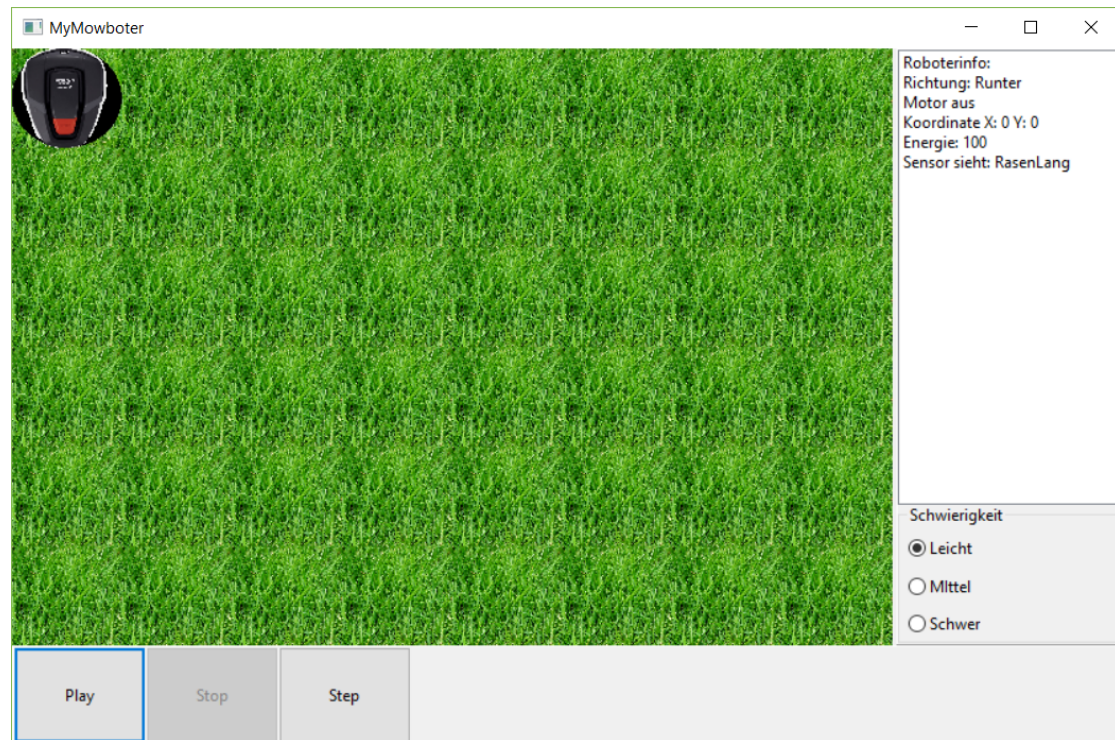 MyMowboter
Roboterinfo:
Richtung: Runter
Motor aus
Koordinate X: 0 Y: 0
Energie: 100
Sensor sieht: RasenLang
Schwierigkeit
Leicht
MIttel
Schwer
Play
Stop
Step